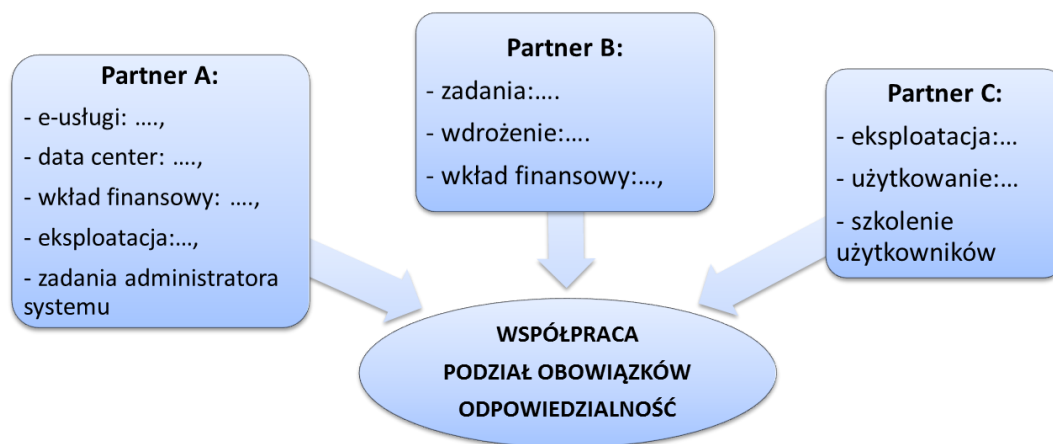 Partner A:
- e-usługi: ....,
- data center: ....,
- wkład finansowy: ....,
- eksploatacja:...,
- zadania administratora
systemu
Partner B:
- zadania:....
- wdrożenie:....
- wkład finansowy:...,
Partner C:
- eksploatacja:...
- użytkowanie:...
- szkolenie
użytkowników
WSPÓŁPRACA
PODZIAŁ OBOWIĄZKÓW
ODPOWIEDZIALNOŚĆ